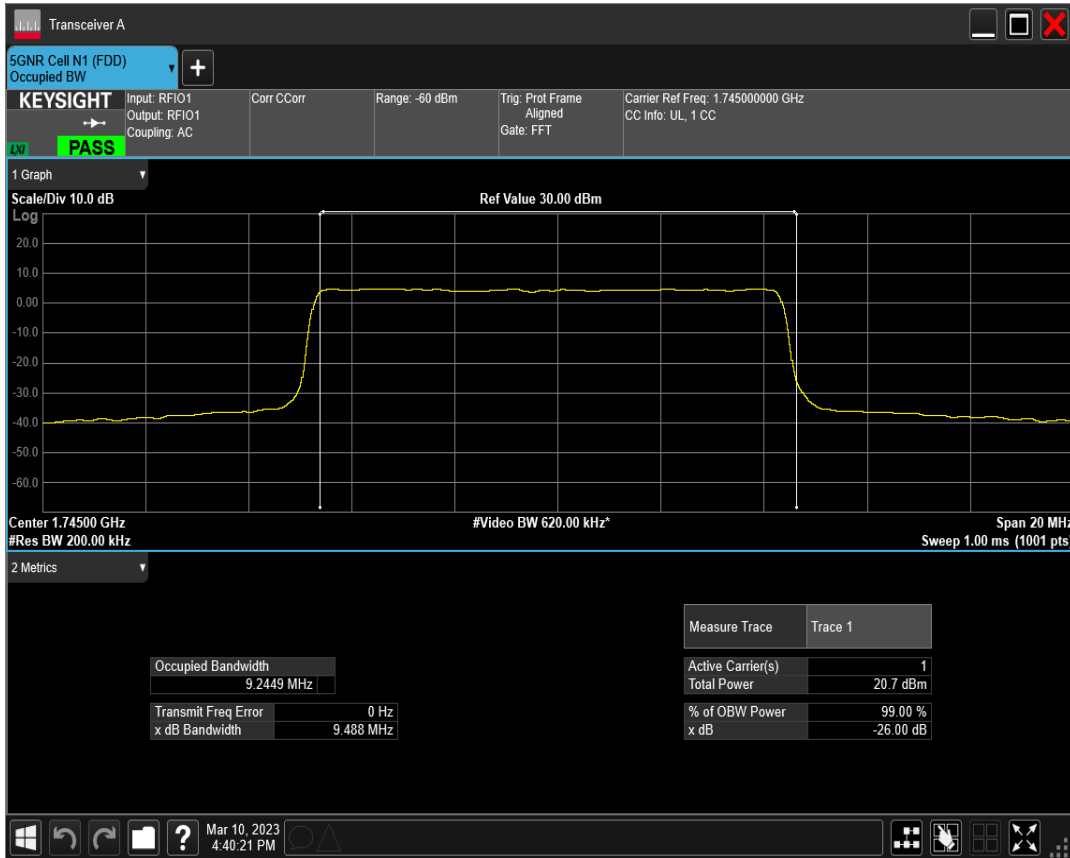 Transceiver A
5GNR Cell N1 (FDD)
Occupied BW
+
KEYSIGHT
LXI
PASS
Input: RFIO1
Output: RFIO1
Coupling: AC
Corr CCorr
Range: -60 dBm
Trig: Prot Frame
Aligned
Gate: FFT
Carrier Ref Freq: 1.745000000 GHz
CC Info: UL, 1 CC
1 Graph
Scale/Div 10.0 dB
Ref Value 30.00 dBm
Log
20.0
10.0
0.00
-10.0
-20.0
-30.0
-40.0
-50.0
-60.0
Center 1.74500 GHz
#Video BW 620.00 kHz*
Span 20 MHz
#Res BW 200.00 kHz
Sweep 1.00 ms (1001 pts)
2 Metrics
Measure Trace Trace 1
Occupied Bandwidth
9.2449 MHz
Active Carrier(s) 1
Total Power 20.7 dBm
Transmit Freq Error 0 Hz
x dB Bandwidth 9.488 MHz
% of OBW Power 99.00 %
x dB -26.00 dB
?
Mar 10, 2023
4:40:21 PM